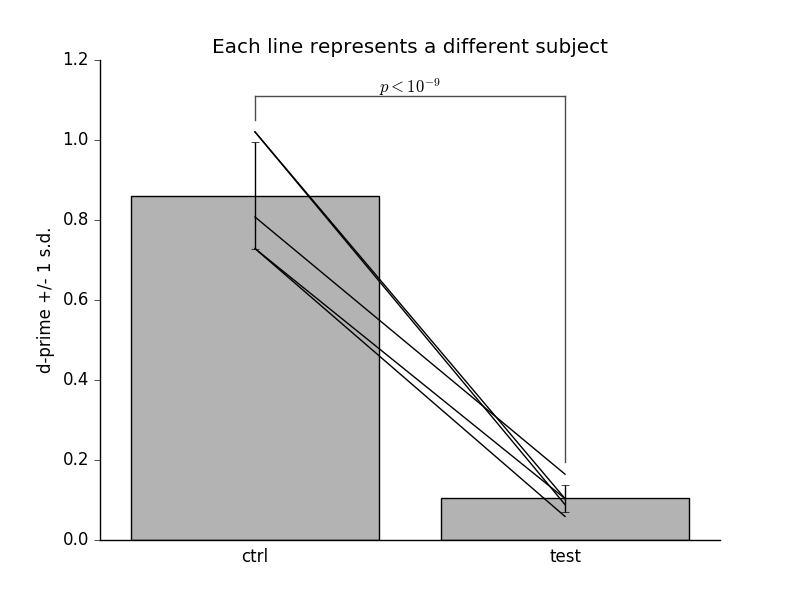 Each line represents a different subject
p < 10⁻⁹
1.2
1.0
0.8
0.6
0.4
0.2
0.0
d-prime +/- 1 s.d.
ctrl
test